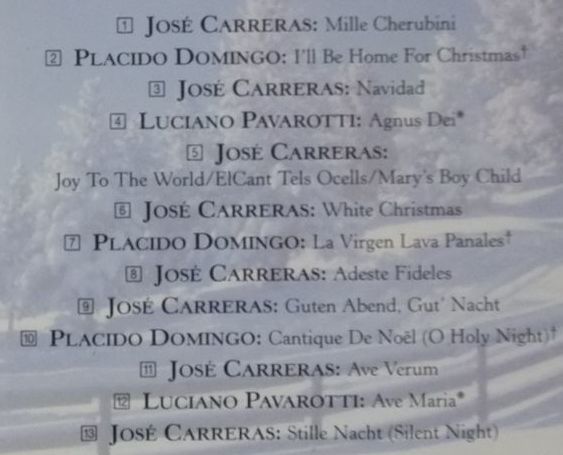 1 JOSÉ CARRERAS: Mille Cherubini
2 PLACIDO DOMINGO: I'll Be Home For Christmas†
3 JOSÉ CARRERAS: Navidad
4 LUCIANO PAVAROTTI: Agnus Dei*
5 JOSÉ CARRERAS:
Joy To The World/ElCant Tels Ocells/Mary's Boy Child
6 JOSÉ CARRERAS: White Christmas
7 PLACIDO DOMINGO: La Virgen Lava Panales†
8 JOSÉ CARRERAS: Adeste Fideles
9 JOSÉ CARRERAS: Guten Abend, Gut' Nacht
10 PLACIDO DOMINGO: Cantique De Noël (O Holy Night)†
11 JOSÉ CARRERAS: Ave Verum
12 LUCIANO PAVAROTTI: Ave Maria*
13 JOSÉ CARRERAS: Stille Nacht (Silent Night)